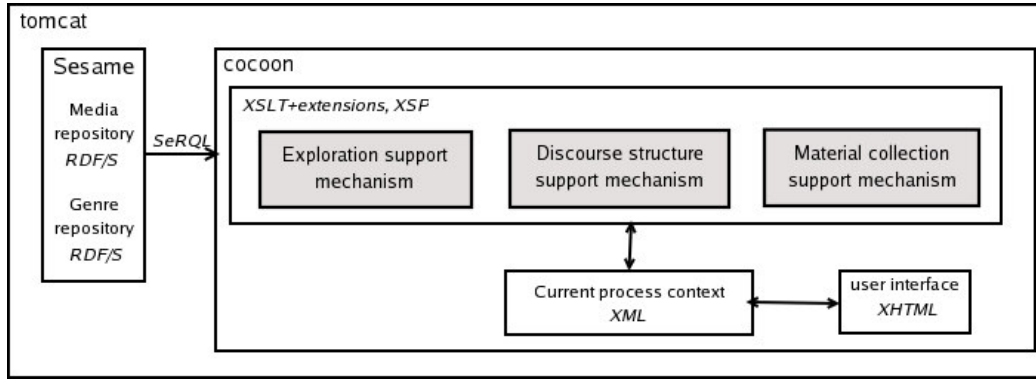 tomcat
Sesame
Media
repository
RDF/S
Genre
repository
RDF/S
SeRQL
cocoon
XSLT+extensions, XSP
Exploration support
mechanism
Discourse structure
support mechanism
Material collection
support mechanism
Current process context
XML
user interface
XHTML